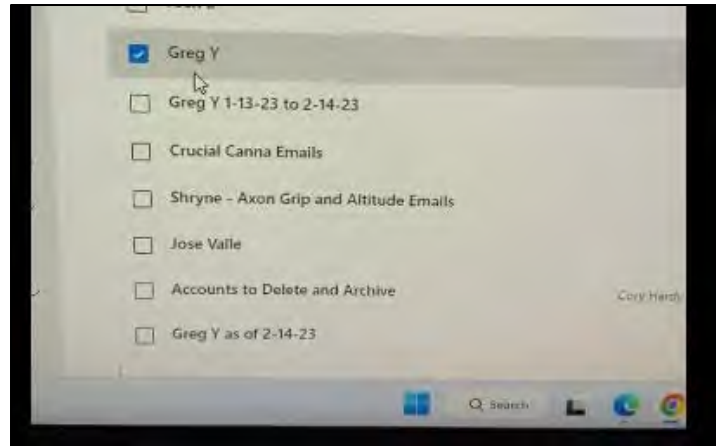 Greg Y
Greg Y 1-13-23 to 2-14-23
Crucial Canna Emails
Shryne - Axon Grip and Altitude Emails
Jose Valle
Accounts to Delete and Archive
Cory Hardy
Greg Y as of 2-14-23
Search